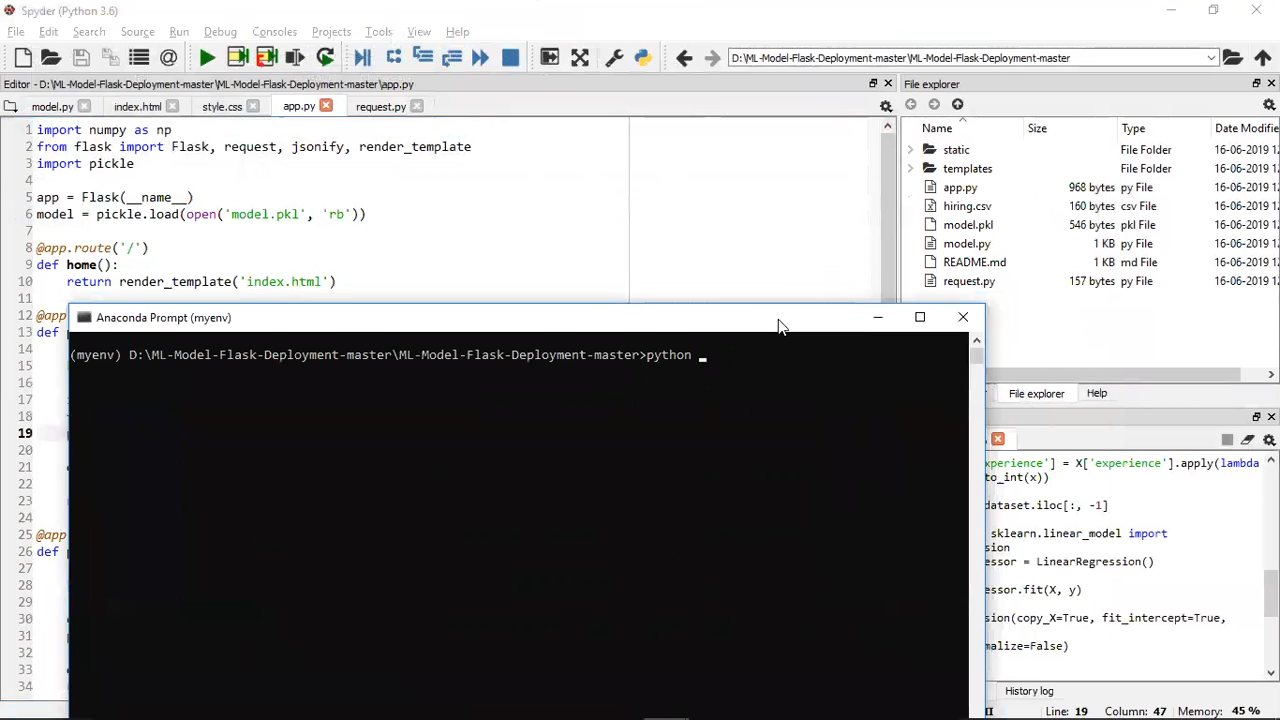 Spyder (Python 3.6)
File Edit Search Source Run Debug Consoles Projects Tools View Help
D:\ML-Model-Flask-Deployment-master\ML-Model-Flask-Deployment-master
Editor - D:\ML-Model-Flask-Deployment-master\ML-Model-Flask-Deployment-master\app.py
model.py index.html style.css app.py request.py
1 import numpy as np
2 from flask import Flask, request, jsonify, render_template
3 import pickle
4
5 app = Flask(__name__)
6 model = pickle.load(open('model.pkl', 'rb'))
7
8 @app.route('/')
9 def home():
10 return render_template('index.html')
11
12 @app
13 def
14
15
16
17
18
19
20
21
22
23
24
25 @app
26 def
27
28
29
30
31
32
33
34
Anaconda Prompt (myenv)
(myenv) D:\ML-Model-Flask-Deployment-master\ML-Model-Flask-Deployment-master>python _
File explorer
Name Size Type Date Modifie
static File Folder 16-06-2019 12
templates File Folder 16-06-2019 12
app.py 968 bytes py File 16-06-2019 12
hiring.csv 160 bytes csv File 16-06-2019 12
model.pkl 546 bytes pkl File 16-06-2019 12
model.py 1 KB py File 16-06-2019 12
README.md 1 KB md File 16-06-2019 12
request.py 157 bytes py File 16-06-2019 12
File explorer Help
xperience'] = X['experience'].apply(lambda
to_int(x))
dataset.iloc[:, -1]
sklearn.linear_model import
sion
essor = LinearRegression()
essor.fit(X, y)
sion(copy_X=True, fit_intercept=True,
malize=False)
History log
Line: 19 Column: 47 Memory: 45 %